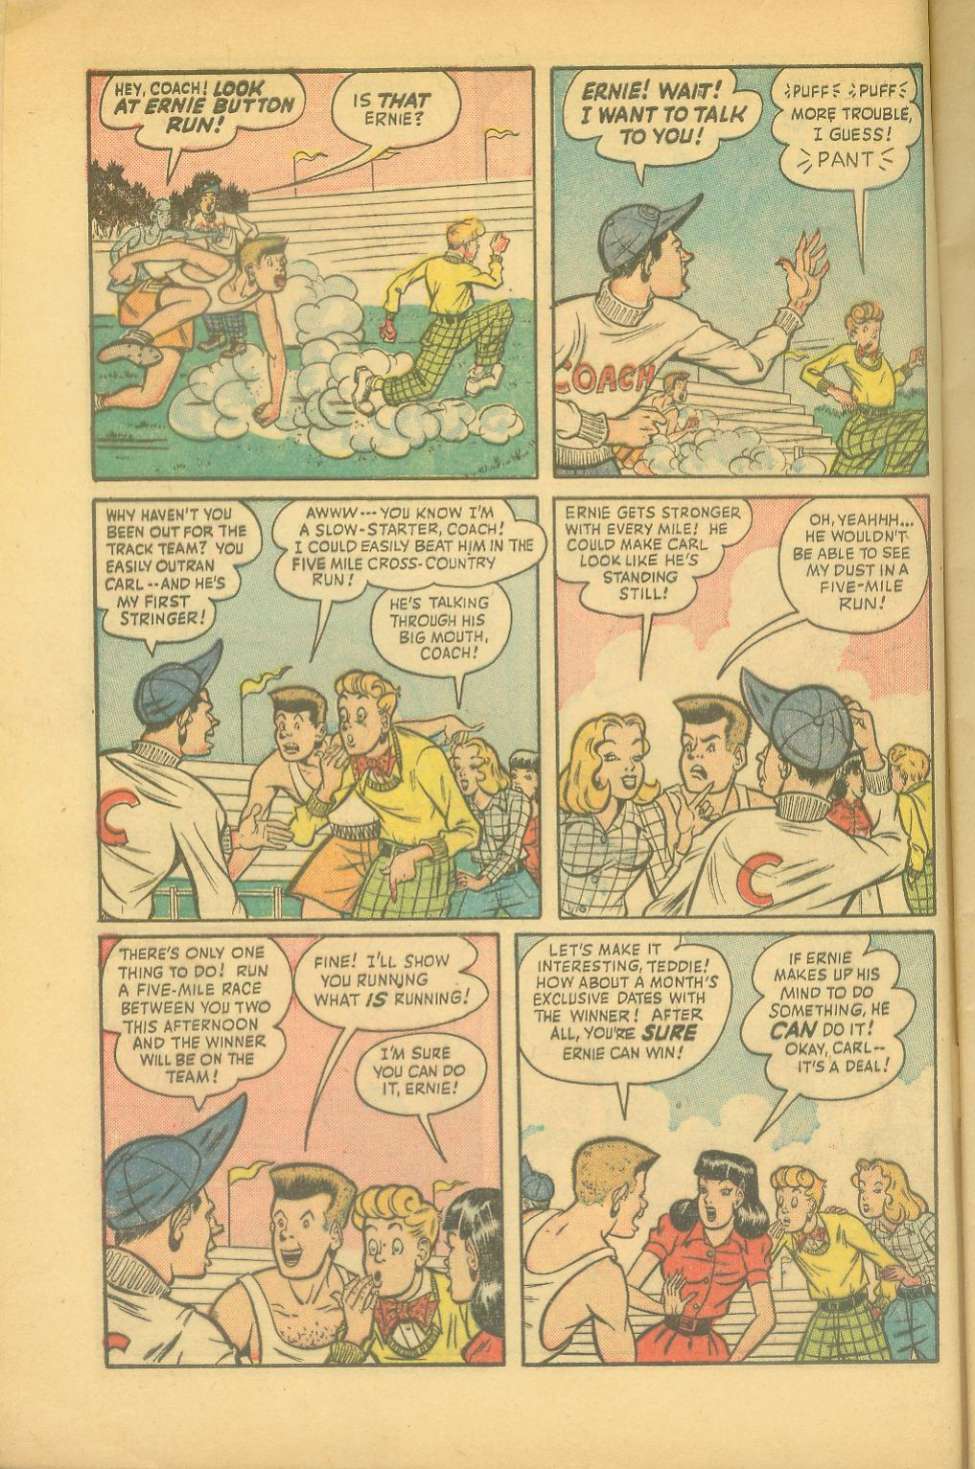 HEY, COACH! LOOK
AT ERNIE BUTTON
RUN!
IS THAT
ERNIE?
ERNIE! WAIT!
I WANT TO TALK
TO YOU!
PUFF PUFF
MORE TROUBLE,
I GUESS!
PANT
COACH
WHY HAVEN'T YOU
BEEN OUT FOR THE
TRACK TEAM? YOU
EASILY OUTRAN
CARL--AND HE'S
MY FIRST
STRINGER!
AWWW---YOU KNOW I'M
A SLOW-STARTER, COACH!
I COULD EASILY BEAT HIM IN THE
FIVE MILE CROSS-COUNTRY
RUN!
HE'S TALKING
THROUGH HIS
BIG MOUTH,
COACH!
C
ERNIE GETS STRONGER
WITH EVERY MILE! HE
COULD MAKE CARL
LOOK LIKE HE'S
STANDING
STILL!
OH, YEAHHH...
HE WOULDN'T
BE ABLE TO SEE
MY DUST IN A
FIVE-MILE
RUN!
C
THERE'S ONLY ONE
THING TO DO! RUN
A FIVE-MILE RACE
BETWEEN YOU TWO
THIS AFTERNOON
AND THE WINNER
WILL BE ON THE
TEAM!
FINE! I'LL SHOW
YOU RUNNING
WHAT IS RUNNING!
I'M SURE
YOU CAN DO
IT, ERNIE!
C
LET'S MAKE IT
INTERESTING, TEDDIE!
HOW ABOUT A MONTH'S
EXCLUSIVE DATES WITH
THE WINNER! AFTER
ALL, YOU'RE SURE
ERNIE CAN WIN!
IF ERNIE
MAKES UP HIS
MIND TO DO
SOMETHING, HE
CAN DO IT!
OKAY, CARL--
IT'S A DEAL!